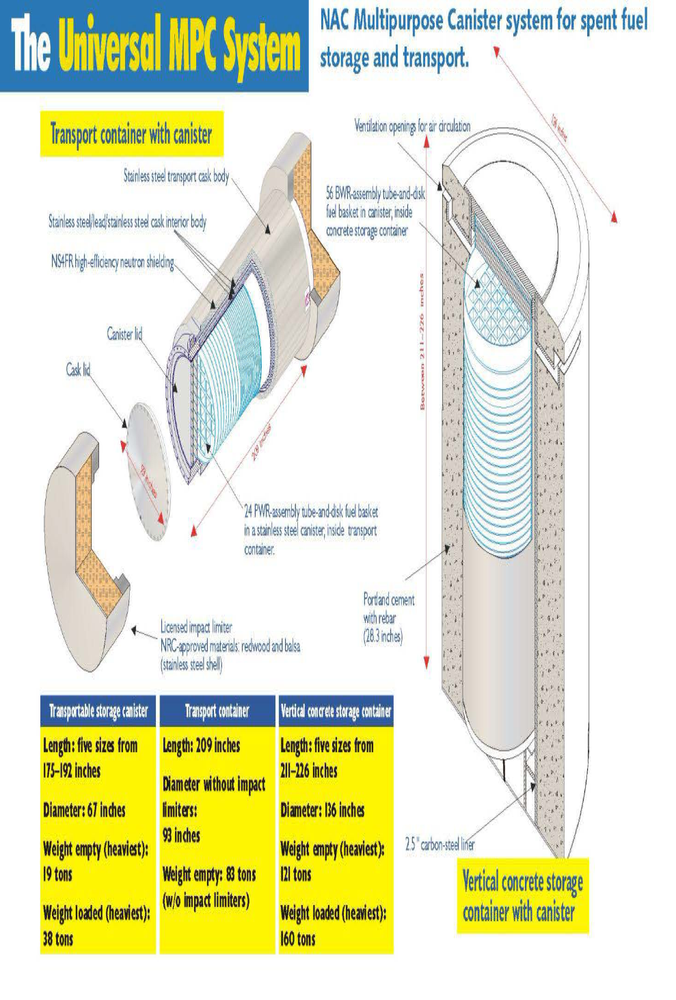 The Universal MPC System
NAC Multipurpose Canister system for spent fuel
storage and transport.
Transport container with canister
Stainless steel transport cask body
Stainless steel/lead/stainless steel cask interior body
NS4FR high-efficiency neutron shielding
Canister lid
Cask lid
209 inches
24 PWR-assembly tube-and-disk fuel basket
in a stainless steel canister, inside transport
container.
Licensed impact limiter
NRC-approved materials: redwood and balsa
(stainless steel shell)
Ventilation openings for air circulation
136 inches
56 BWR-assembly tube-and-disk
fuel basket in canister, inside
concrete storage container
Between 211–226 inches
Portland cement
with rebar
(28.3 inches)
2.5" carbon-steel liner
Vertical concrete storage
container with canister
Transportable storage canister
Length: five sizes from
175–192 inches
Diameter: 67 inches
Weight empty (heaviest):
19 tons
Weight loaded (heaviest):
38 tons
Transport container
Length: 209 inches
Diameter without impact
limiters:
93 inches
Weight empty: 83 tons
(w/o impact limiters)
Vertical concrete storage container
Length: five sizes from
211–226 inches
Diameter: 136 inches
Weight empty (heaviest):
121 tons
Weight loaded (heaviest):
160 tons